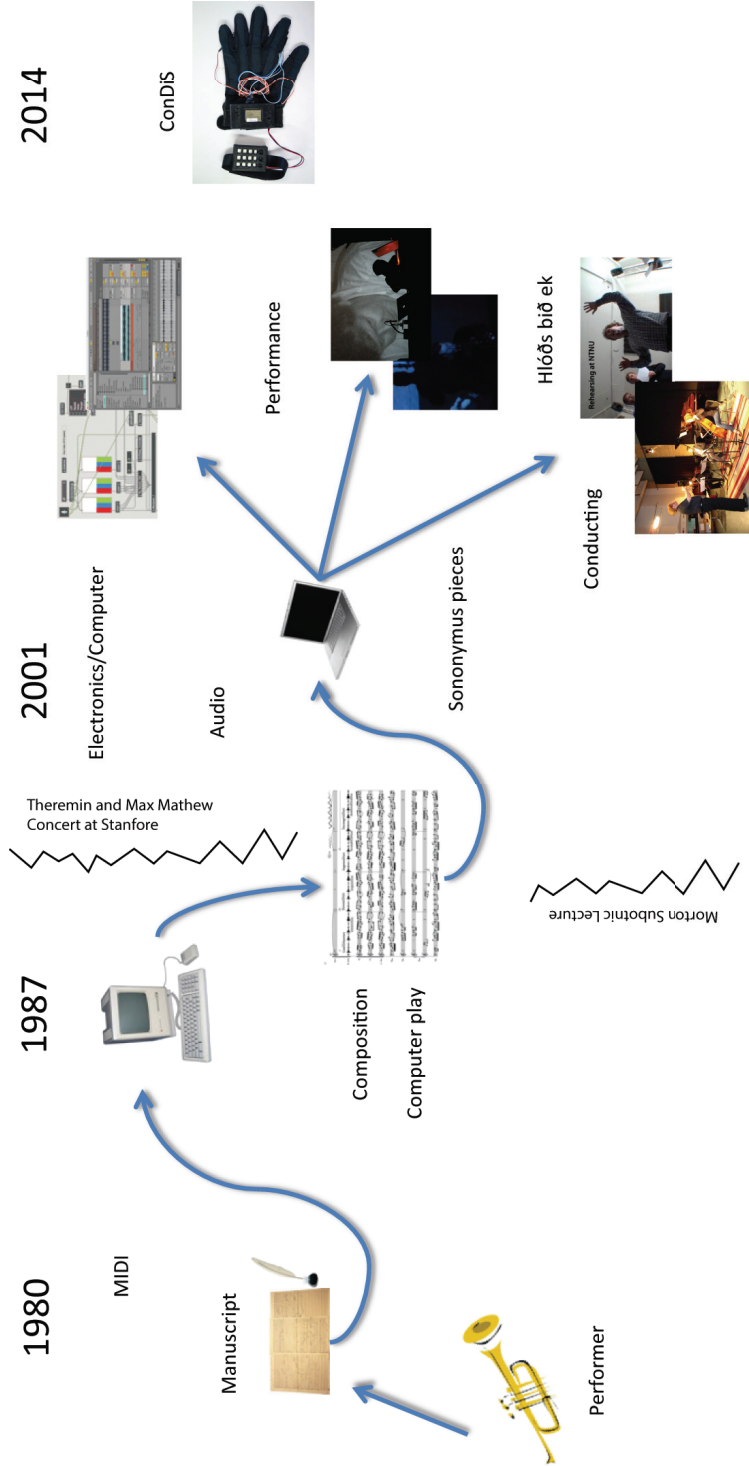 1980
1987
2001
2014
MIDI
Manuscript
Performer
Composition
Computer play
Theremin and Max Mathew
Concert at Stanfore
Morton Subotnic Lecture
Electronics/Computer
Audio
Sononymus pieces
Performance
Conducting
Hlóðs bið ek
Rehearsing at NTNU
ConDiS